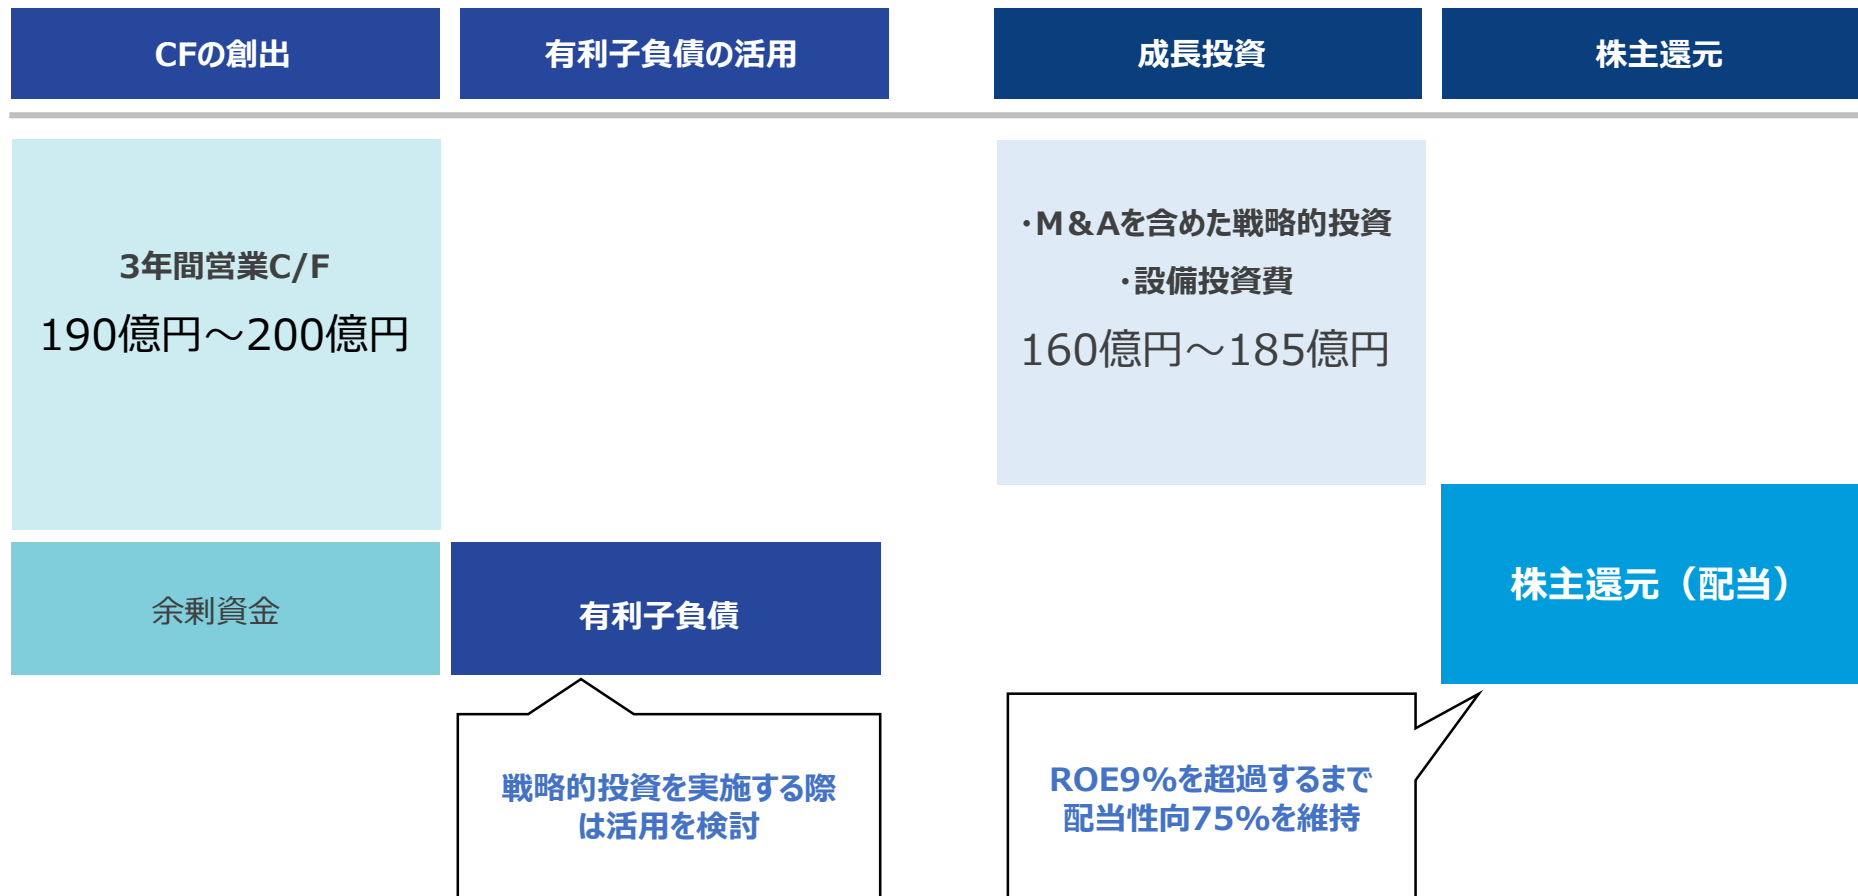 CFの創出
有利子負債の活用
成長投資
株主還元
3年間営業C/F
190億円～200億円
・M&Aを含めた戦略的投資
・設備投資費
160億円～185億円
余剰資金
有利子負債
株主還元（配当）
戦略的投資を実施する際
は活用を検討
ROE9%を超過するまで
配当性向75%を維持